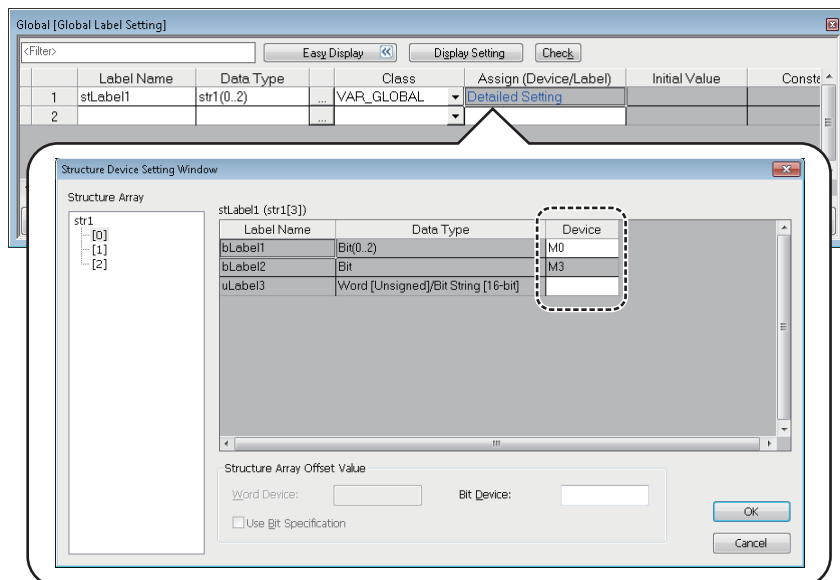 Global [Global Label Setting]
<Filter>
Easy Display
Display Setting
Check
Label Name Data Type Class Assign (Device/Label) Initial Value Consta
1 stLabel1 str1(0..2) ... VAR_GLOBAL Detailed Setting
2 ...
Structure Device Setting Window
Structure Array
str1
[0]
[1]
[2]
stLabel1 (str1[3])
Label Name Data Type Device
bLabel1 Bit(0..2) M0
bLabel2 Bit M3
uLabel3 Word [Unsigned]/Bit String [16-bit]
Structure Array Offset Value
Word Device:
Bit Device:
Use Bit Specification
OK
Cancel